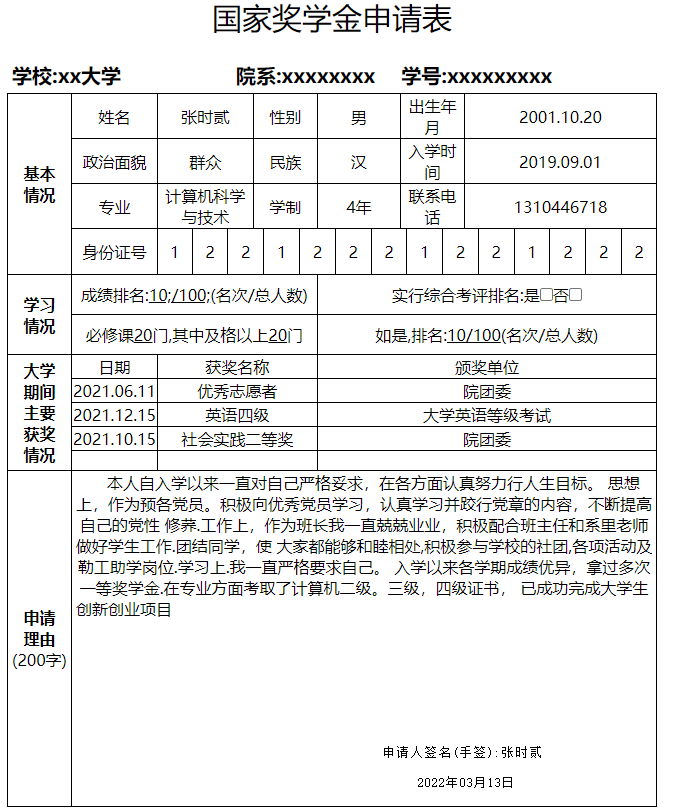 国家奖学金申请表
学校:xx大学 院系:xxxxxxxx 学号:xxxxxxxxx
基本
情况
姓名 张时贰 性别 男 出生年月 2001.10.20
政治面貌 群众 民族 汉 入学时间 2019.09.01
专业 计算机科学与技术 学制 4年 联系电话 1310446718
身份证号 1 2 2 1 2 2 2 1 2 2 1 2 2 2
学习
情况
成绩排名:10;/100;(名次/总人数) 实行综合考评排名:是□否□
必修课20门,其中及格以上20门 如是,排名:10/100(名次/总人数)
大学
期间
主要
获奖
情况
日期 获奖名称 颁奖单位
2021.06.11 优秀志愿者 院团委
2021.12.15 英语四级 大学英语等级考试
2021.10.15 社会实践二等奖 院团委
申请
理由
(200字)
本人自入学以来一直对自己严格妥求，在各方面认真努力行人生目标。 思想
上，作为预各党员。积极向优秀党员学习，认真学习并跤行党章的内容，不断提高
自己的党性 修养.工作上，作为班长我一直兢兢业业，积极配合班主任和系里老师
做好学生工作.团结同学，使 大家都能够和睦相处,积极参与学校的社团,各项活动及
勒工助学岗位.学习上.我一直严格要求自己。 入学以来各学期成绩优异，拿过多次
一等奖学金.在专业方面考取了计算机二级。三级，四级证书， 已成功完成大学生
创新创业项目
申请人签名(手签):张时贰
2022年03月13日